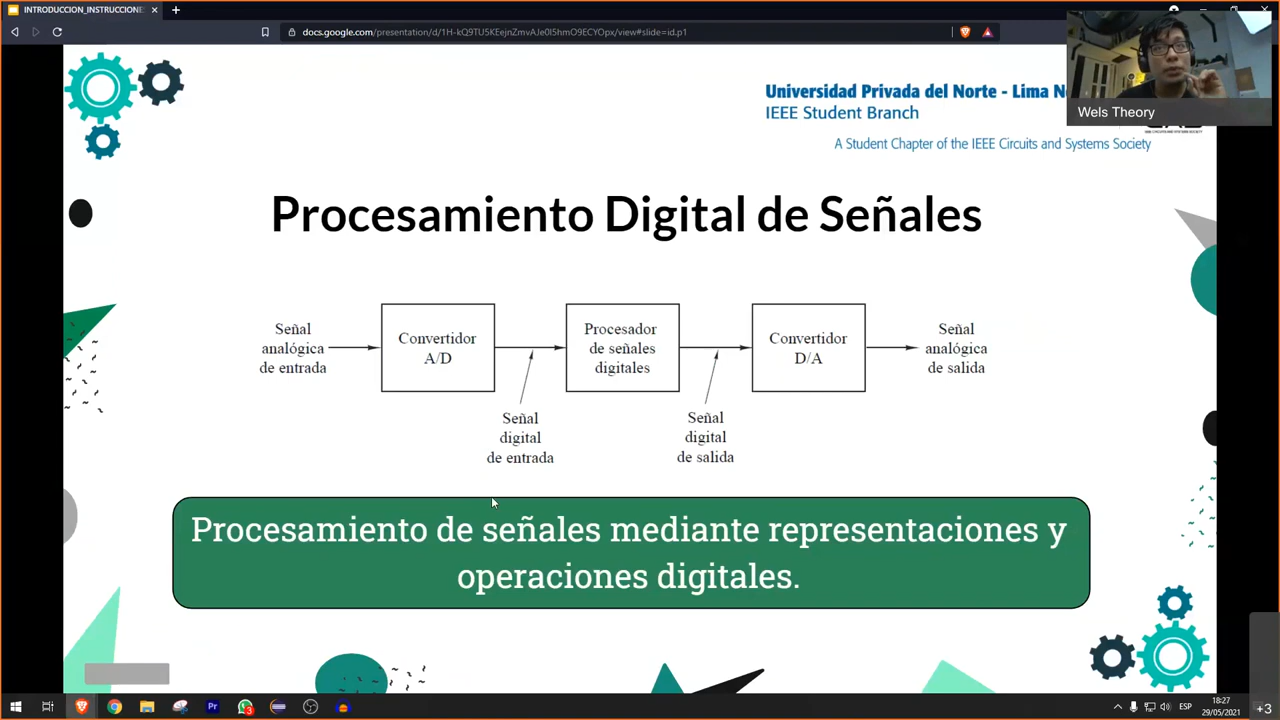 INTRODUCCION_INSTRUCCIONE
docs.google.com/presentation/d/1H-kQ9TU5KEejnZmvAJe0I5hmO9ECYOpx/view#slide=id.p1
Wels Theory
Universidad Privada del Norte - Lima
IEEE Student Branch
A Student Chapter of the IEEE Circuits and Systems Society
Procesamiento Digital de Señales
Señal
analógica
de entrada
Convertidor
A/D
Procesador
de señales
digitales
Convertidor
D/A
Señal
analógica
de salida
Señal
digital
de entrada
Señal
digital
de salida
Procesamiento de señales mediante representaciones y
operaciones digitales.
Pr
3
ESP
18:27
29/05/2021
+3